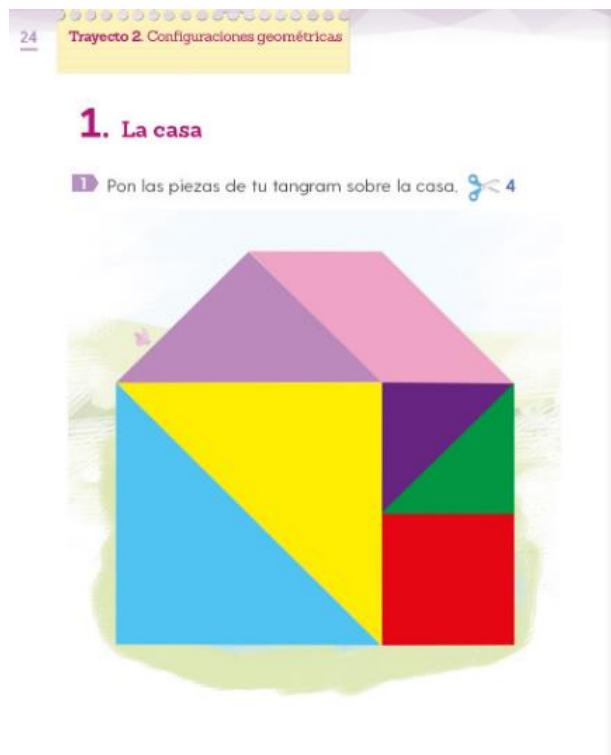 24
Trayecto 2. Configuraciones geométricas
1. La casa
1 Pon las piezas de tu tangram sobre la casa. 4